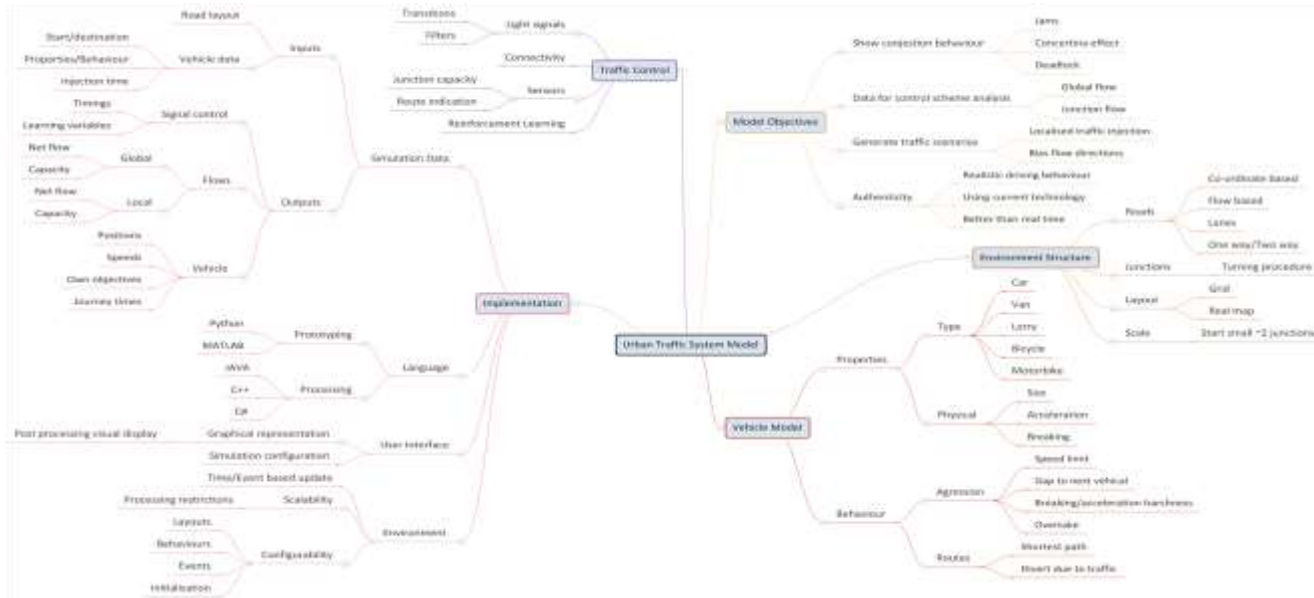 Urban Traffic System Model
Traffic Control
Light signals
Transitions
Filters
Connectivity
Sensors
Junction capacity
Route indication
Reinforcement Learning
Model Objectives
Show congestion behaviour
Jams
Concertina effect
Deadlock
Data for control scheme analysis
Global flow
Junction flow
Generate traffic scenarios
Localised traffic injection
Bias flow directions
Authenticity
Realistic driving behaviour
Using current technology
Better than real time
Environment Structure
Roads
Co-ordinate based
Flow based
Lanes
One way/Two way
Junctions
Turning procedure
Layout
Grid
Real map
Scale
Start small ~2 junctions
Vehicle Model
Properties
Type
Car
Van
Lorry
Bicycle
Motorbike
Physical
Size
Acceleration
Breaking
Behaviour
Agression
Speed limit
Gap to next vehical
Breaking/acceleration harshness
Overtake
Routes
Shortest path
Divert due to traffic
Implementation
Simulation Data
Inputs
Road layout
Vehicle data
Start/destination
Properties/Behaviour
Injection time
Outputs
Signal control
Timings
Learning variables
Flows
Global
Net flow
Capacity
Local
Net flow
Capacity
Vehicle
Positions
Speeds
Own objectives
Journey times
Language
Prototyping
Python
MATLAB
Processing
JAVA
C++
C#
User Interface
Graphical representation
Post processing visual display
Simulation configuration
Environment
Time/Event based update
Scalability
Processing restrictions
Configurability
Layouts
Behaviours
Events
Initialisation